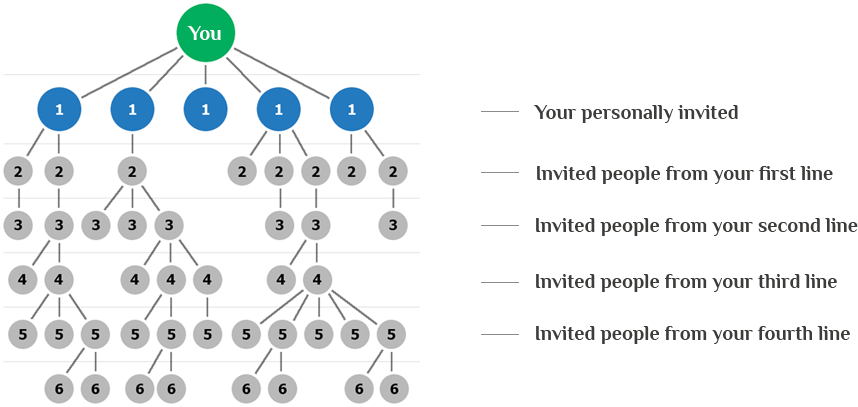 You
1 1 1 1 1
Your personally invited
2 2 2 2 2 2 2 2
Invited people from your first line
3 3 3 3 3 3 3 3
Invited people from your second line
4 4 4 4 4 4 4
Invited people from your third line
5 5 5 5 5 5 5 5 5 5 5
Invited people from your fourth line
6 6 6 6 6 6 6 6